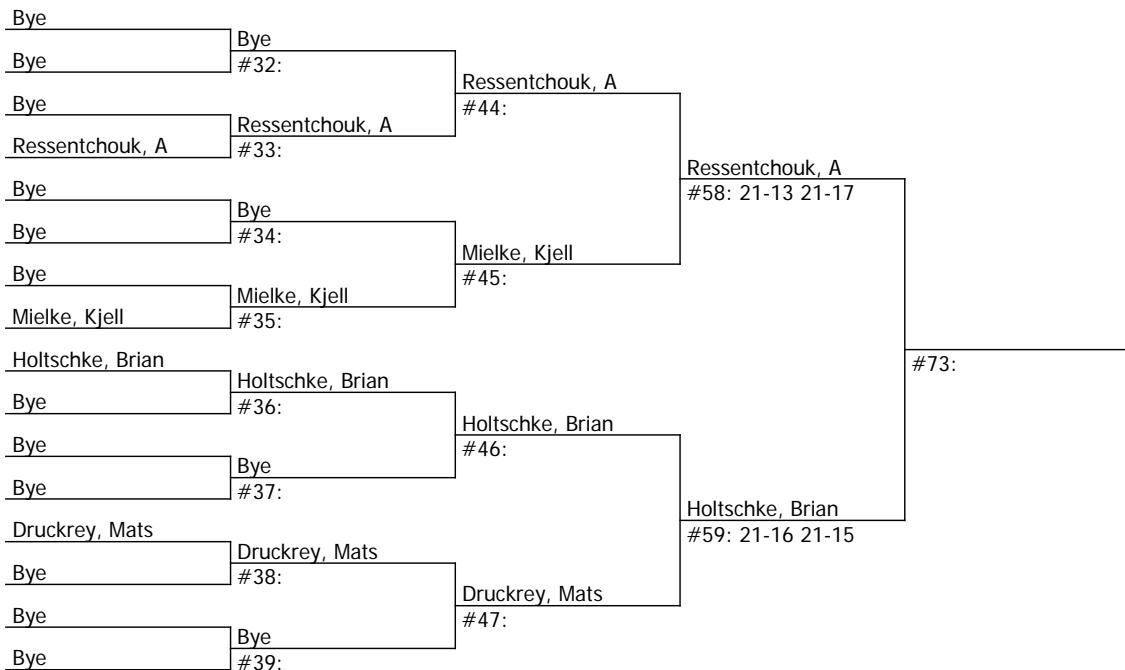 Bye
Bye
Bye
#32:
Bye
Ressentchouk, A
Ressentchouk, A
#33:
Ressentchouk, A
#44:
Bye
Bye
Bye
#34:
Bye
Mielke, Kjell
Mielke, Kjell
#35:
Mielke, Kjell
#45:
Ressentchouk, A
#58: 21-13 21-17
Holtschke, Brian
Bye
Holtschke, Brian
#36:
Bye
Bye
Bye
#37:
Holtschke, Brian
#46:
Druckrey, Mats
Bye
Druckrey, Mats
#38:
Bye
Bye
Bye
#39:
Druckrey, Mats
#47:
Holtschke, Brian
#59: 21-16 21-15
#73: